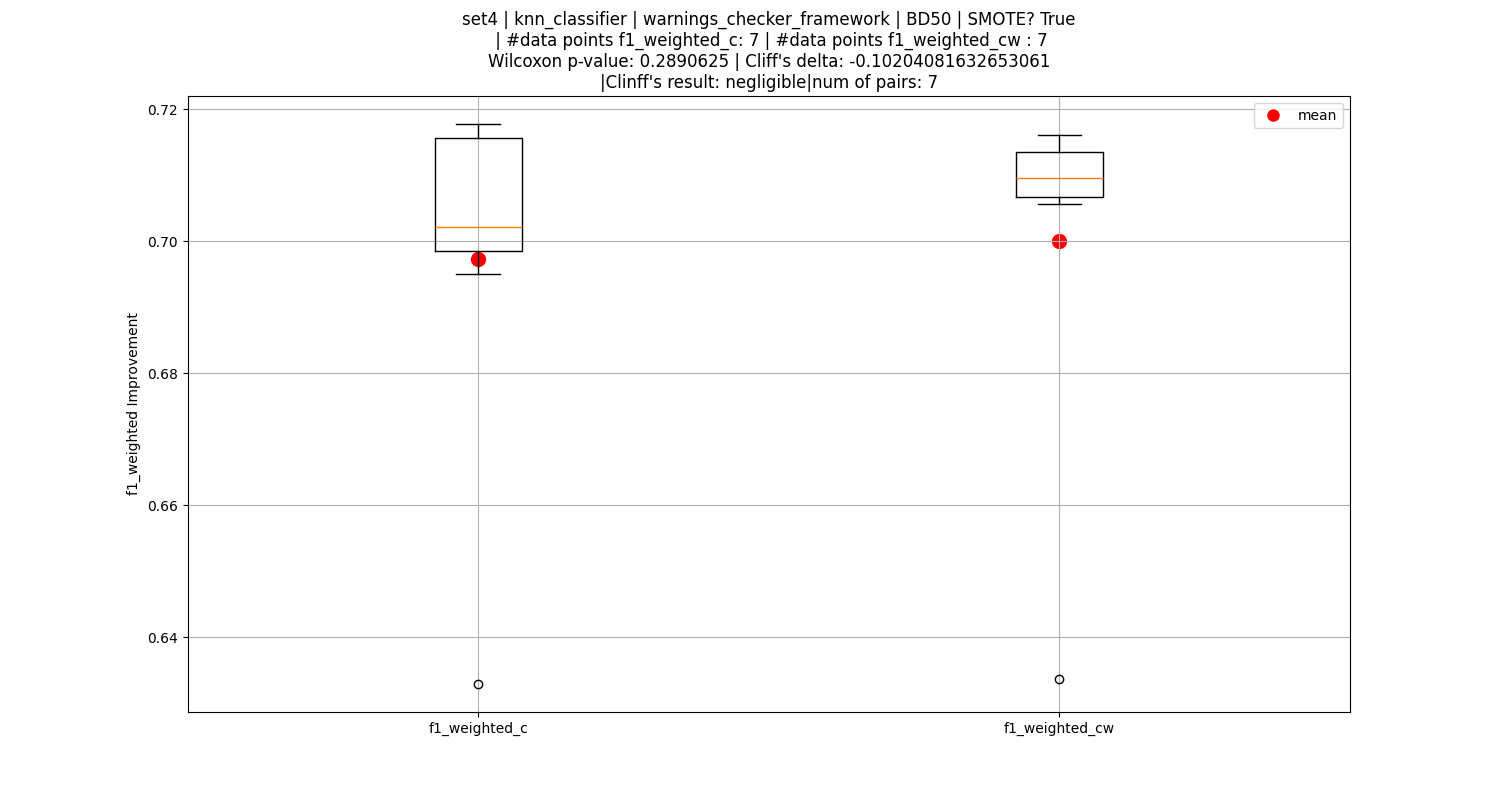 set4 | knn_classifier | warnings_checker_framework | BD50 | SMOTE? True
| #data points f1_weighted_c: 7 | #data points f1_weighted_cw : 7
Wilcoxon p-value: 0.2890625 | Cliff's delta: -0.10204081632653061
|Clinff's result: negligible|num of pairs: 7
mean
0.72
0.70
0.68
0.66
0.64
f1_weighted Improvement
f1_weighted_c
f1_weighted_cw